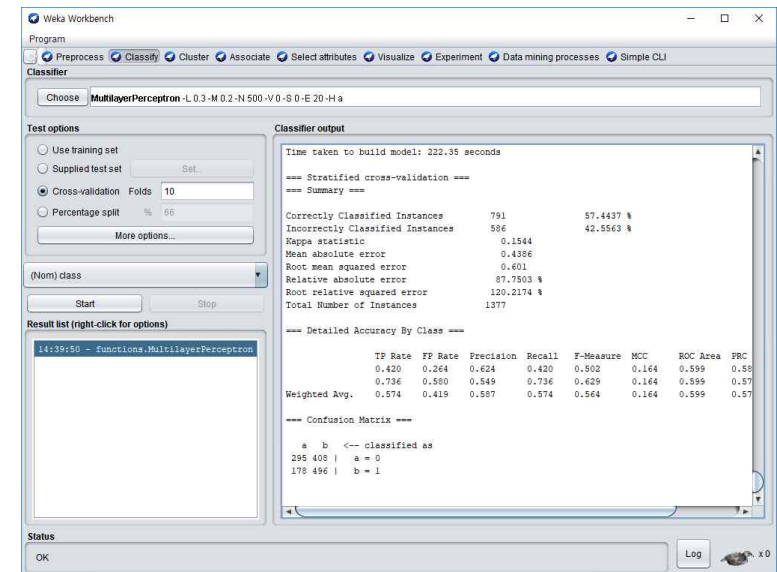 Weka Workbench
Program
Preprocess Classify Cluster Associate Select attributes Visualize Experiment Data mining processes Simple CLI
Classifier
Choose MultilayerPerceptron -L 0.3 -M 0.2 -N 500 -V 0 -S 0 -E 20 -H a
Test options
Use training set
Supplied test set Set...
Cross-validation Folds 10
Percentage split % 66
More options...
(Nom) class
Start Stop
Result list (right-click for options)
14:39:50 - functions.MultilayerPerceptron
Classifier output
Time taken to build model: 222.35 seconds
=== Stratified cross-validation ===
=== Summary ===
Correctly Classified Instances 791 57.4437 %
Incorrectly Classified Instances 586 42.5563 %
Kappa statistic 0.1544
Mean absolute error 0.4386
Root mean squared error 0.601
Relative absolute error 87.7503 %
Root relative squared error 120.2174 %
Total Number of Instances 1377
=== Detailed Accuracy By Class ===
TP Rate FP Rate Precision Recall F-Measure MCC ROC Area PRC
0.420 0.264 0.624 0.420 0.502 0.164 0.599 0.58
0.736 0.580 0.549 0.736 0.629 0.164 0.599 0.57
Weighted Avg. 0.574 0.419 0.587 0.574 0.564 0.164 0.599 0.57
=== Confusion Matrix ===
a b <-- classified as
295 408 | a = 0
178 496 | b = 1
Status
OK
Log
x 0